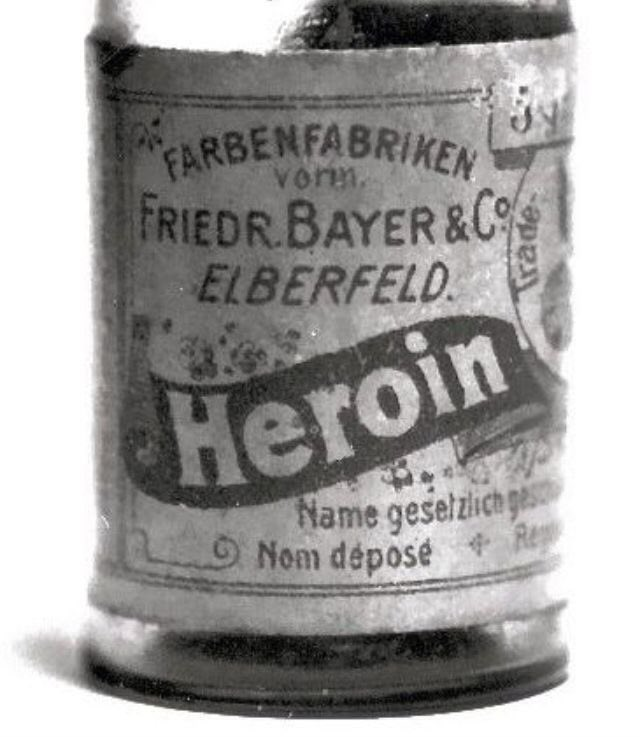 FARBENFABRIKEN
vorm.
FRIEDR. BAYER & Co
ELBERFELD.
Heroin
Name gesetzlich
Nom déposé
Trade-